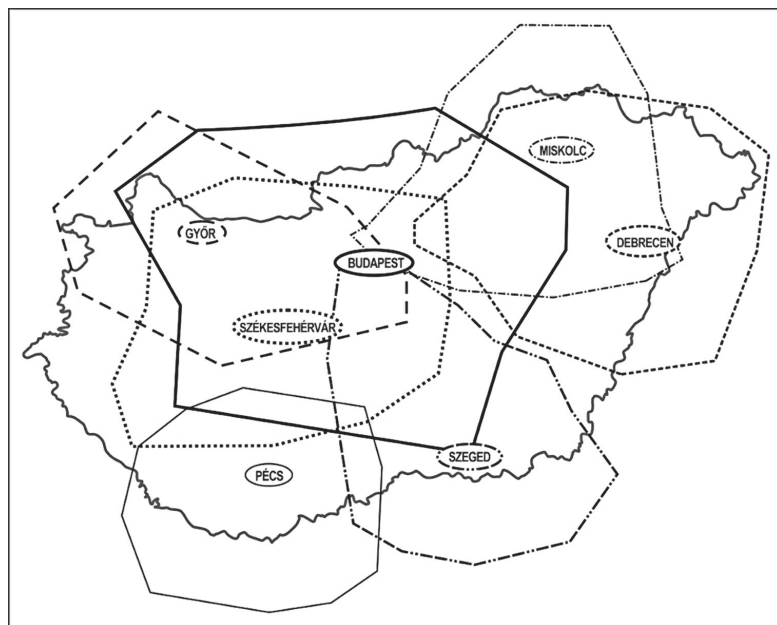 MISKOLC
GYŐR
DEBRECEN
BUDAPEST
SZÉKESFEHÉRVÁR
SZEGED
PÉCS